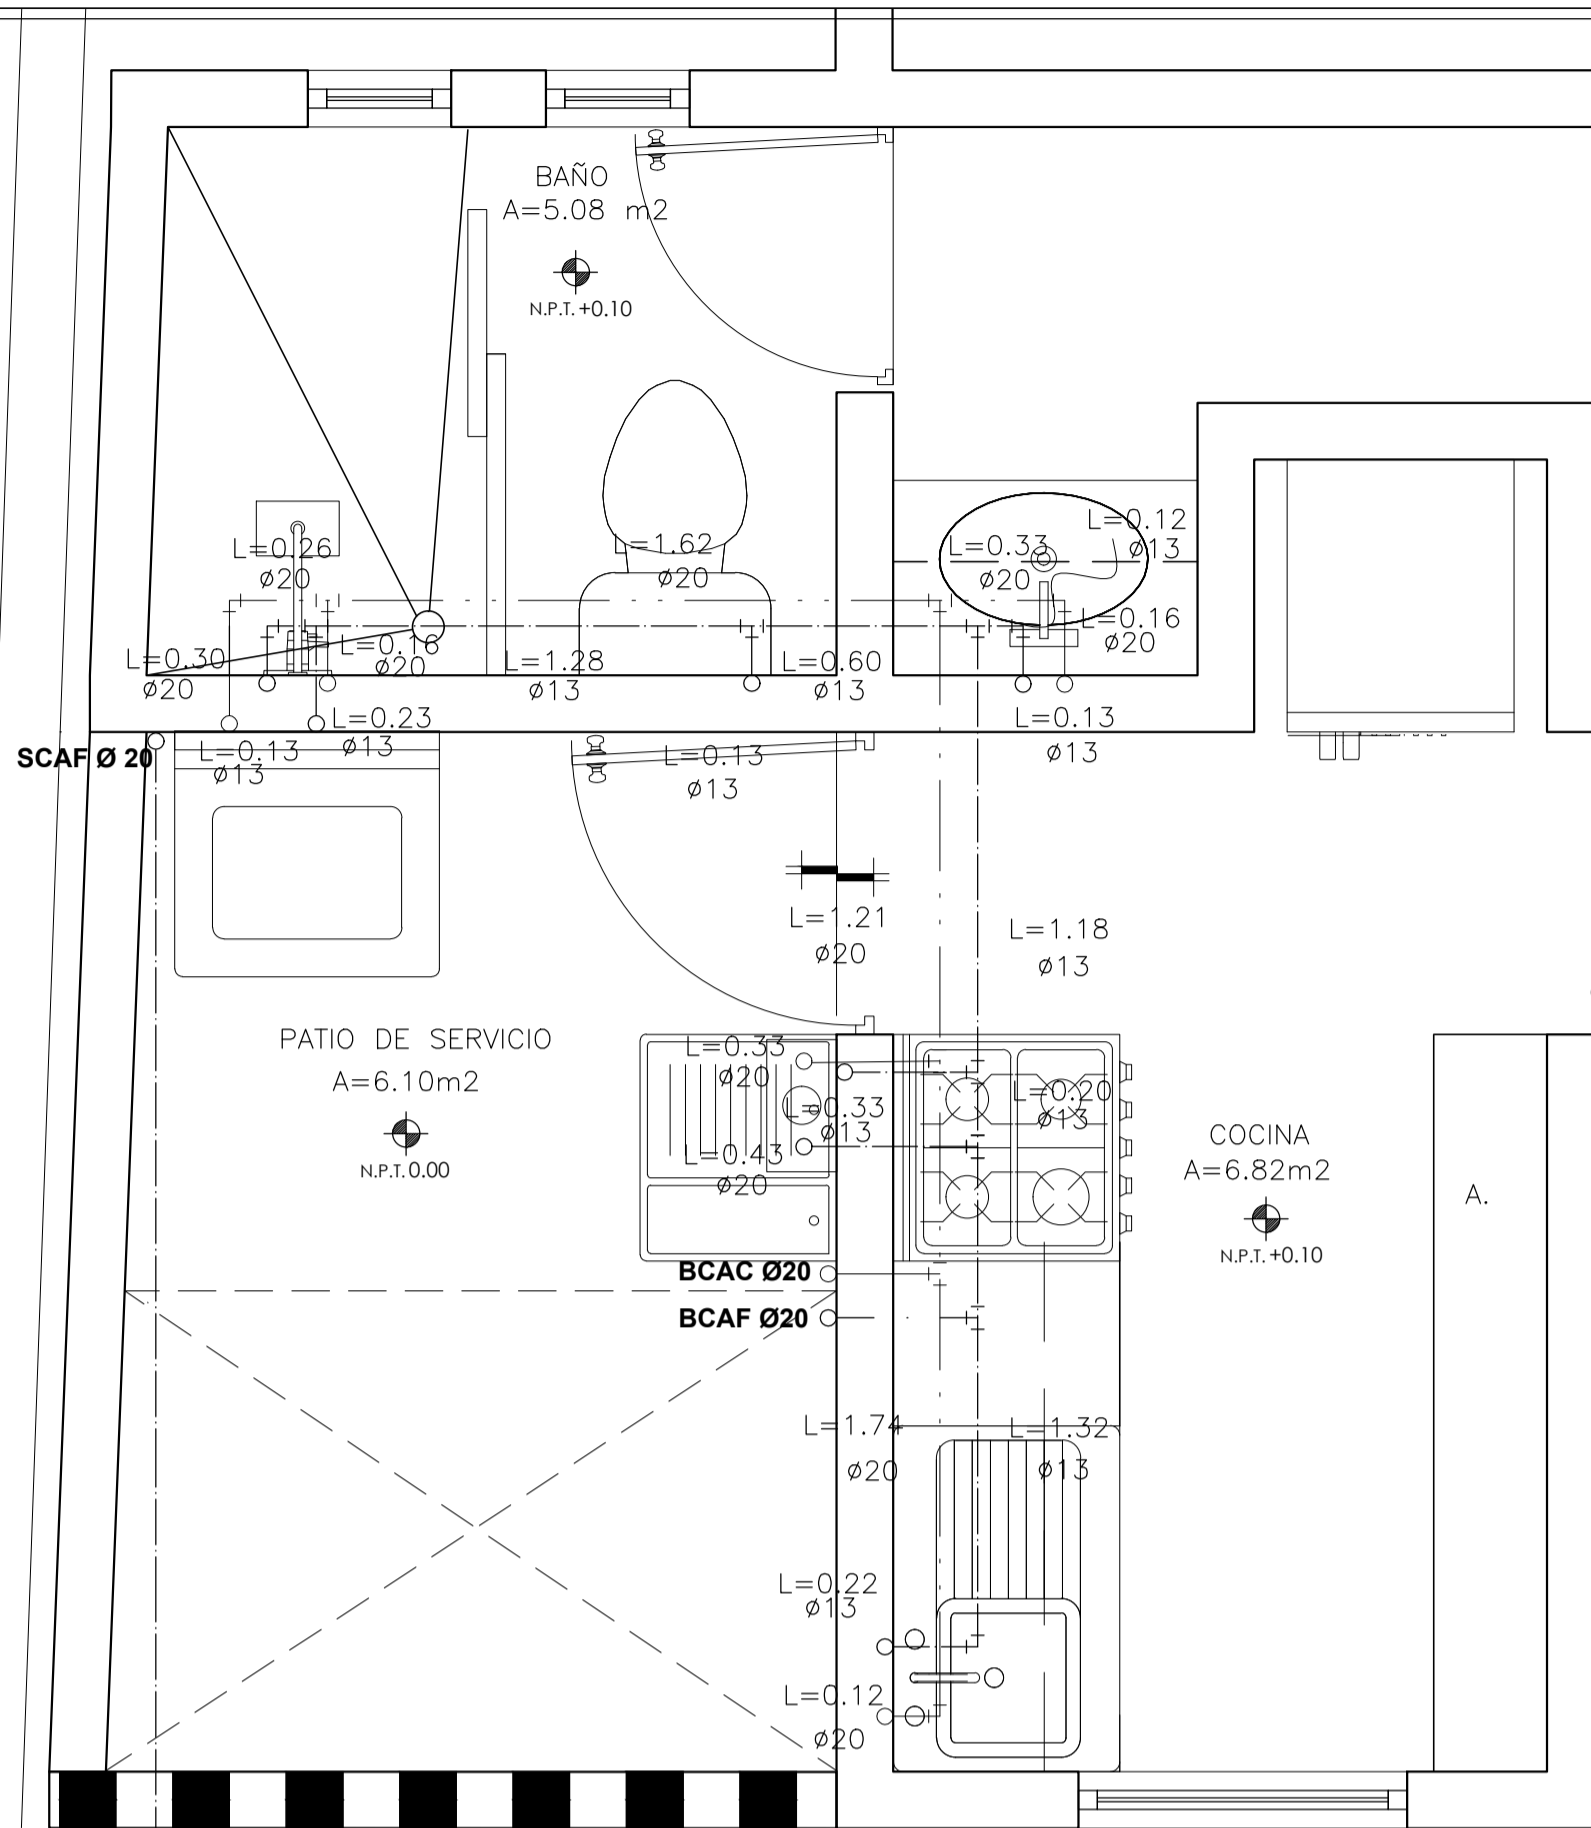 BAÑO
A=5.08 m2
N.P.T. +0.10
L=0.12
ø13
L=0.26
ø20
L=1.62
ø20
L=0.33
ø20
L=0.16
ø20
L=0.30
ø20
L=0.16
ø20
L=1.28
ø13
L=0.60
ø13
L=0.23
ø13
L=0.13
ø13
SCAF Ø 20
L=0.13
ø13
L=0.13
ø13
L=1.21
ø20
L=1.18
ø13
PATIO DE SERVICIO
A=6.10m2
N.P.T. 0.00
L=0.33
ø20
L=0.33
ø13
L=0.20
ø13
L=0.43
ø20
COCINA
A=6.82m2
N.P.T. +0.10
A.
BCAC Ø20
BCAF Ø20
L=1.74
ø20
L=1.32
ø13
L=0.22
ø13
L=0.12
ø20